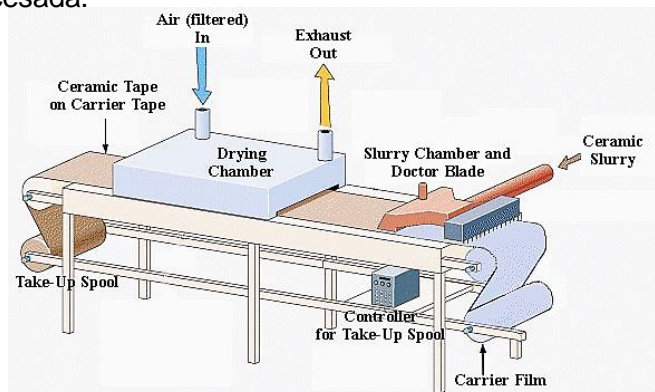 cesada.
Air (filtered)
In
Exhaust
Out
Ceramic Tape
on Carrier Tape
Drying
Chamber
Slurry Chamber and
Doctor Blade
Ceramic
Slurry
Take-Up Spool
Controller
for Take-Up Spool
Carrier Film